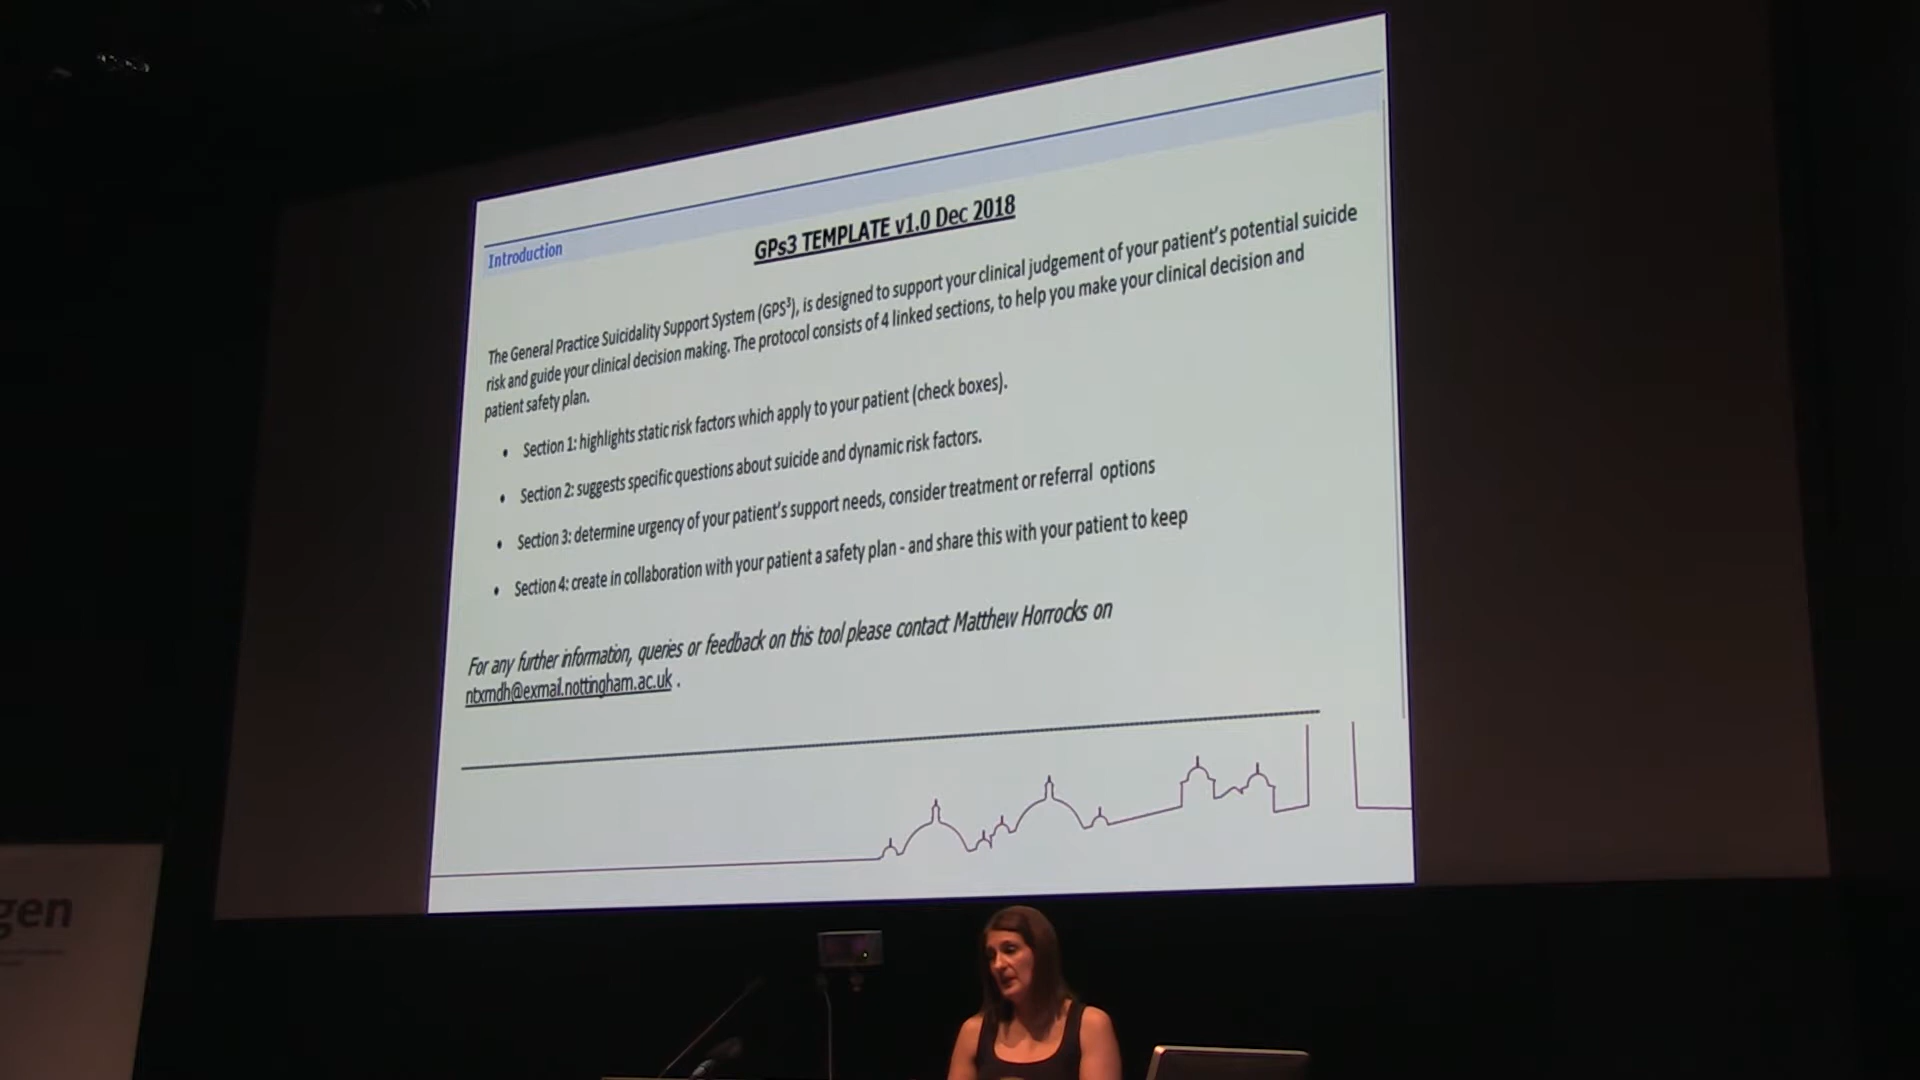 Introduction
GPs3 TEMPLATE v1.0 Dec 2018
The General Practice Suicidality Support System (GPS³), is designed to support your clinical judgement of your patient's potential suicide
risk and guide your clinical decision making. The protocol consists of 4 linked sections, to help you make your clinical decision and
patient safety plan.
• Section 1: highlights static risk factors which apply to your patient (check boxes).
• Section 2: suggests specific questions about suicide and dynamic risk factors.
• Section 3: determine urgency of your patient's support needs, consider treatment or referral options
• Section 4: create in collaboration with your patient a safety plan - and share this with your patient to keep
For any further information, queries or feedback on this tool please contact Matthew Horrocks on
ntxmdh@exmail.nottingham.ac.uk .
gen